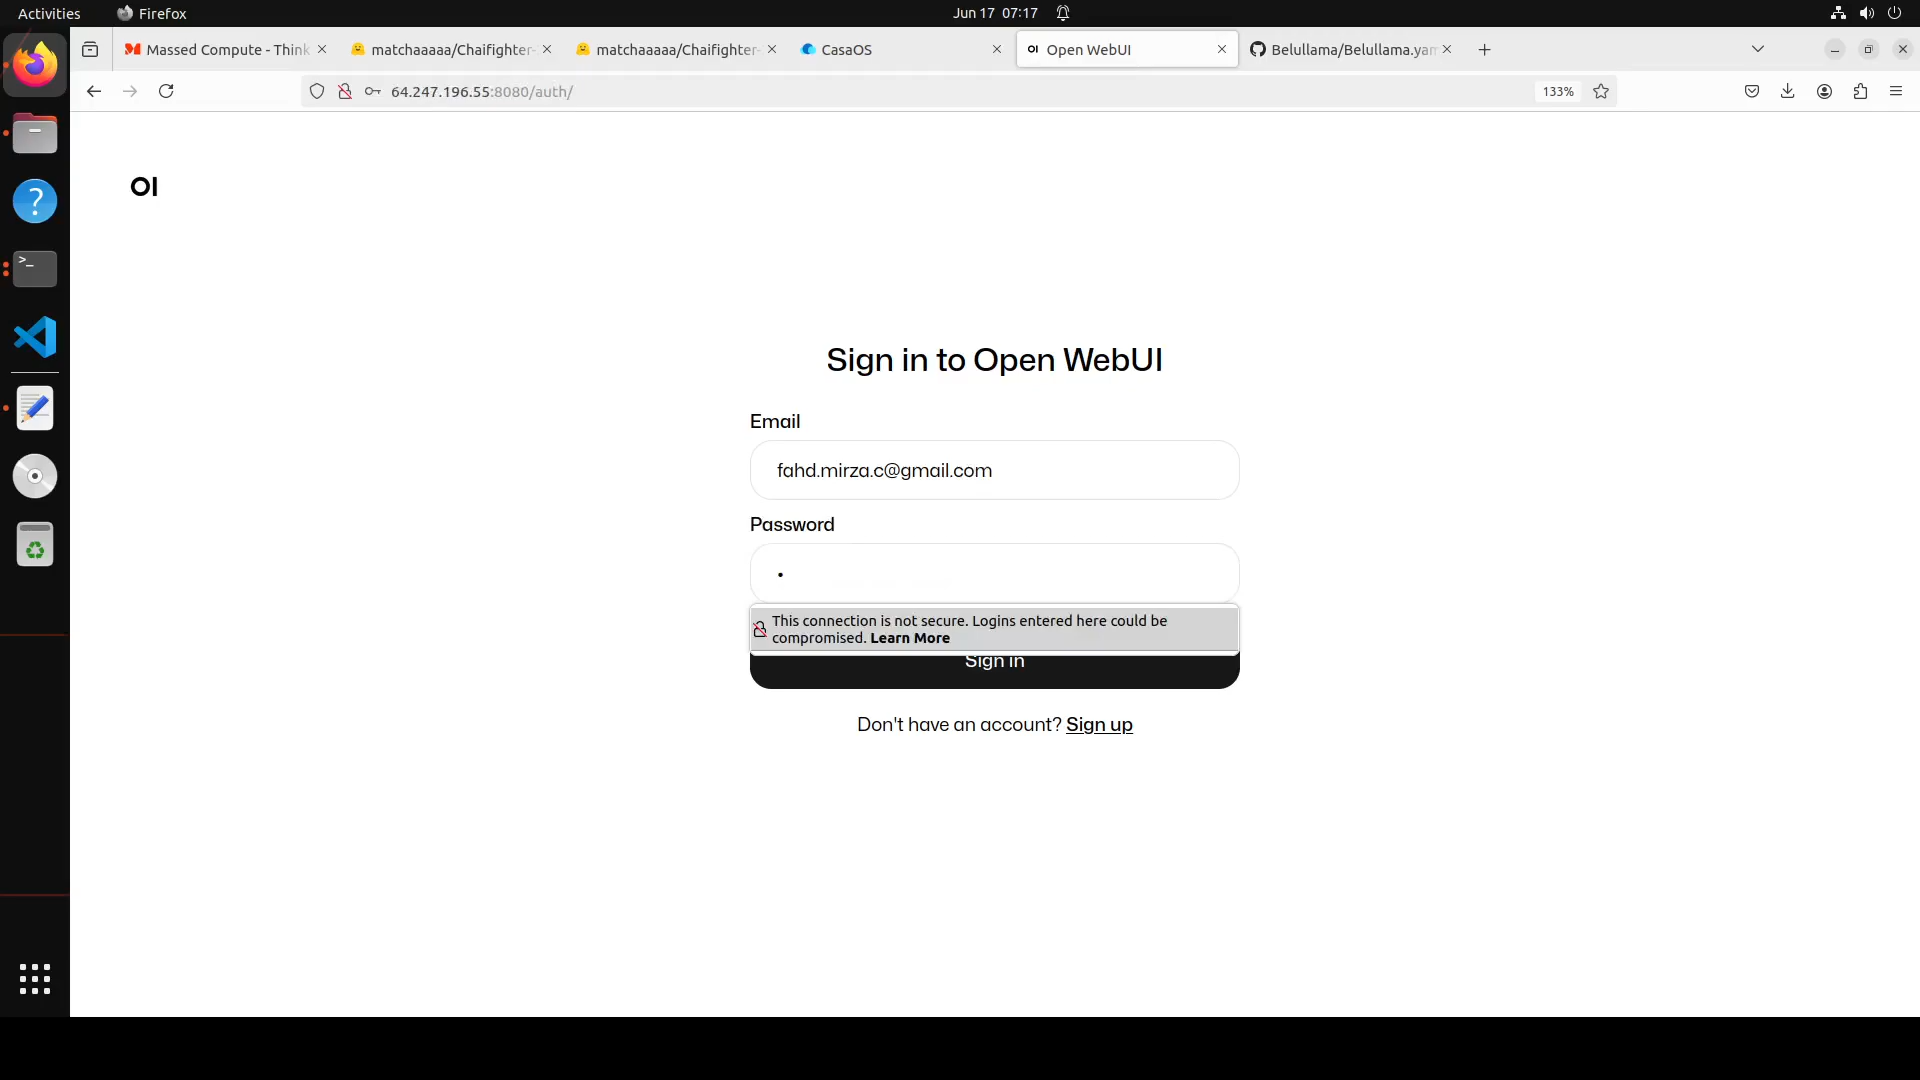 Activities
Firefox
Jun 17 07:17
Massed Compute - Think
matchaaaaa/Chaifighter-
matchaaaaa/Chaifighter-
CasaOS
OI Open WebUI
Belullama/Belullama.yam
64.247.196.55:8080/auth/
133%
OI
Sign in to Open WebUI
Email
fahd.mirza.c@gmail.com
Password
This connection is not secure. Logins entered here could be
compromised. Learn More
Sign in
Don't have an account? Sign up